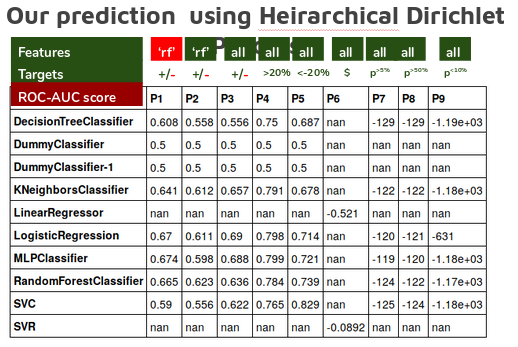 Our prediction using Heirarchical Dirichlet
Features 'rf' 'rf' all all all all all all all
Targets +/- +/- +/- >20% <-20% $ p>5% p>50% p<10%
ROC-AUC score P1 P2 P3 P4 P5 P6 P7 P8 P9
DecisionTreeClassifier 0.608 0.558 0.556 0.75 0.687 nan -129 -129 -1.19e+03
DummyClassifier 0.5 0.5 0.5 0.5 0.5 nan nan nan nan
DummyClassifier-1 0.5 0.5 0.5 0.5 0.5 nan nan nan nan
KNeighborsClassifier 0.641 0.612 0.657 0.791 0.678 nan -122 -122 -1.18e+03
LinearRegressor nan nan nan nan nan -0.521 nan nan nan
LogisticRegression 0.67 0.611 0.69 0.798 0.714 nan -120 -121 -631
MLPClassifier 0.674 0.598 0.688 0.799 0.721 nan -119 -120 -1.18e+03
RandomForestClassifier 0.665 0.623 0.636 0.784 0.739 nan -124 -122 -1.17e+03
SVC 0.59 0.556 0.622 0.765 0.829 nan -125 -124 -1.18e+03
SVR nan nan nan nan nan -0.0892 nan nan nan